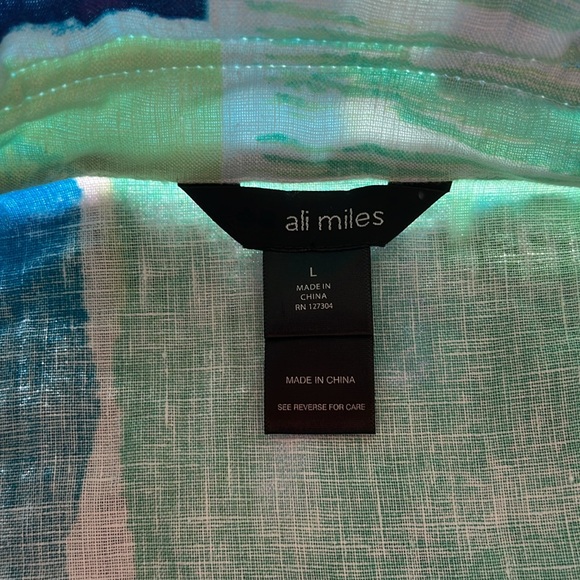 ali miles
L
MADE IN
CHINA
RN 127304
MADE IN CHINA
SEE REVERSE FOR CARE